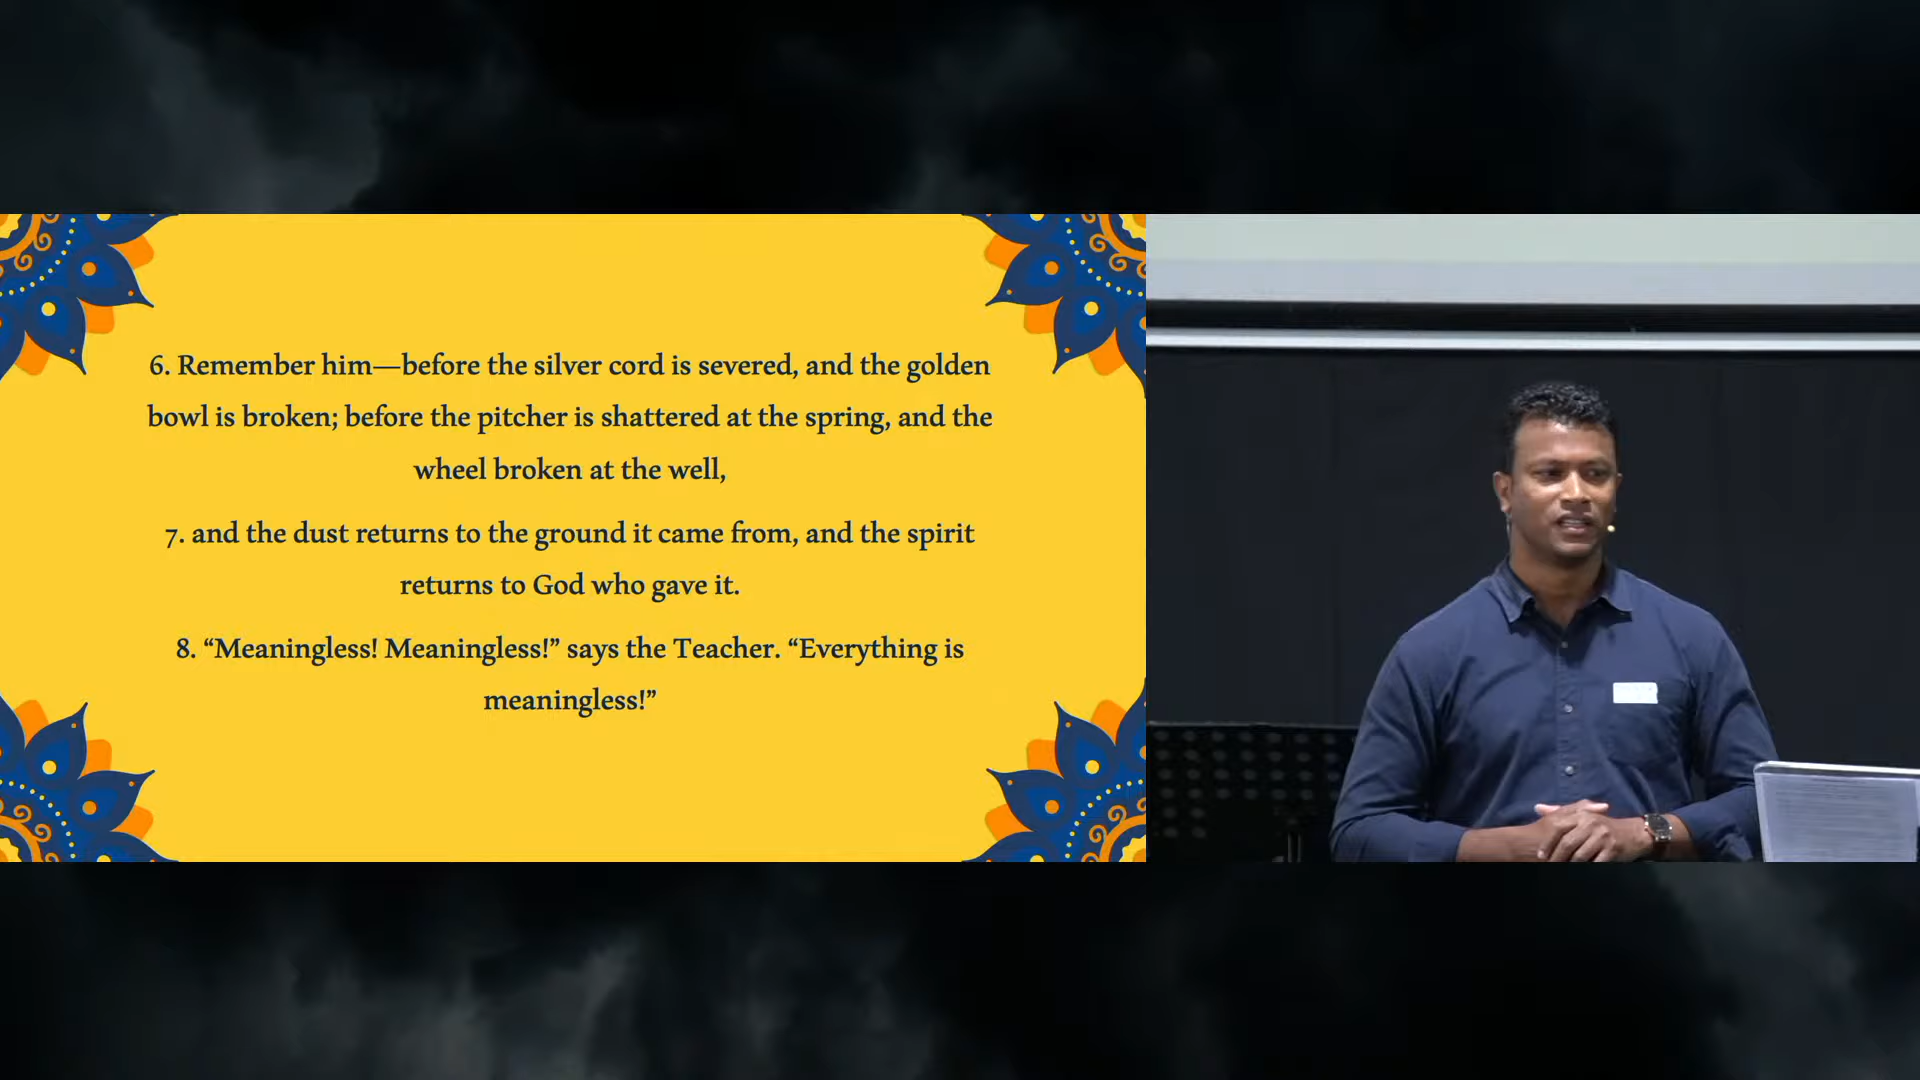 6. Remember him—before the silver cord is severed, and the golden
bowl is broken; before the pitcher is shattered at the spring, and the
wheel broken at the well,
7. and the dust returns to the ground it came from, and the spirit
returns to God who gave it.
8. “Meaningless! Meaningless!” says the Teacher. “Everything is
meaningless!”